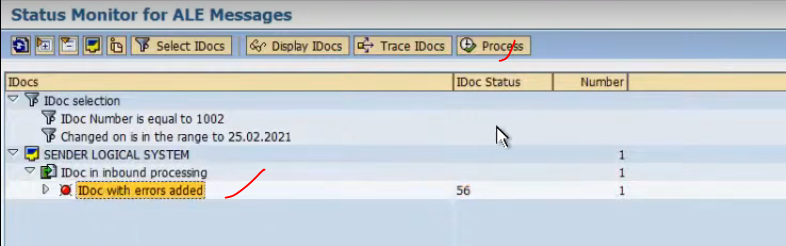 Status Monitor for ALE Messages
Select IDocs Display IDocs Trace IDocs Process
IDocs IDoc Status Number
IDoc selection
IDoc Number is equal to 1002
Changed on is in the range to 25.02.2021
SENDER LOGICAL SYSTEM 1
IDoc in inbound processing 1
IDoc with errors added 56 1